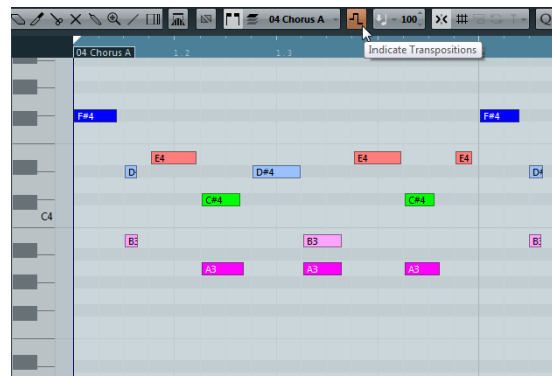 04 Chorus A
100
Q
Indicate Transpositions
04 Chorus A 1. 2 1. 3
F#4 F#4
E4 E4 E4
D D#4 D#
C#4 C#4
C4
B3 B3 B3
A3 A3 A3